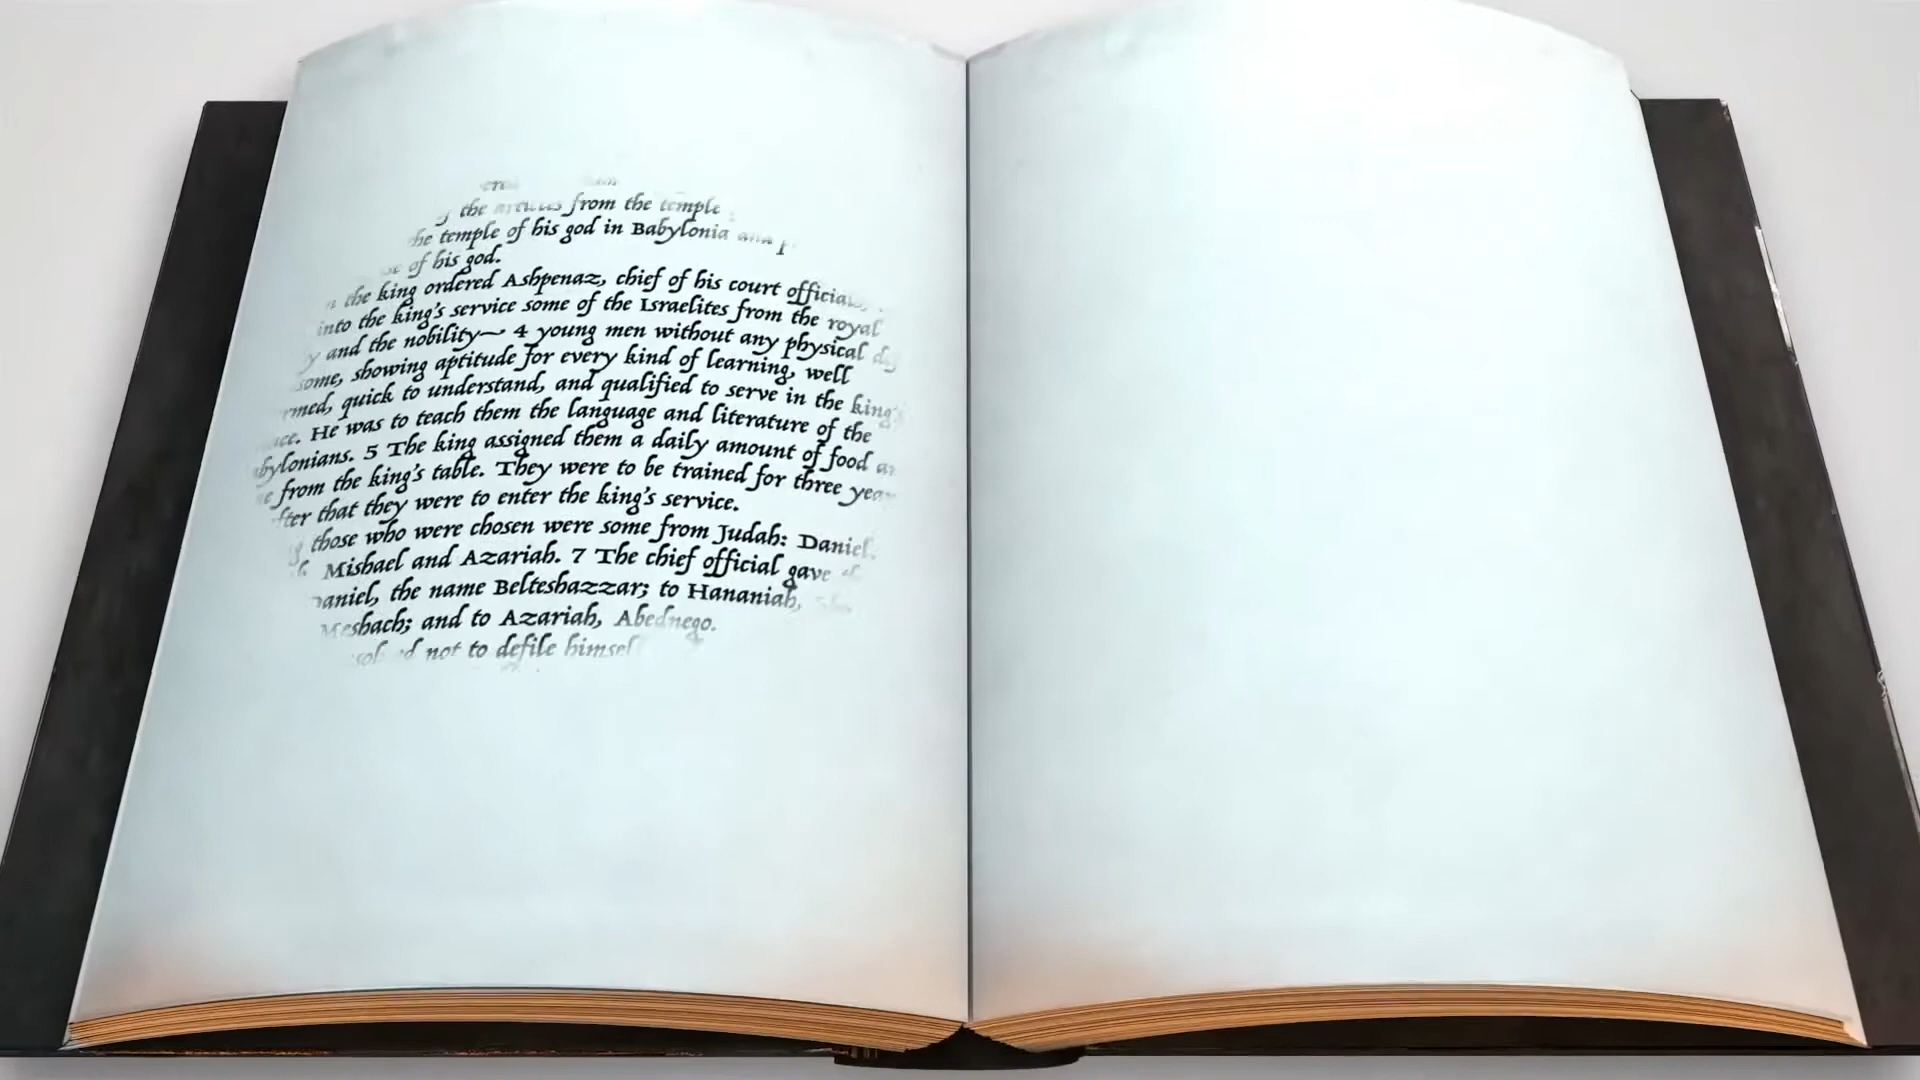 the articles from the temple
the temple of his god in Babylonia and
of his god.
the king ordered Ashpenaz, chief of his court
into the king's service some of the Israelites from the royal
and the nobility— 4 young men without any physical
showing aptitude for every kind of learning, well
quick to understand, and qualified to serve in the king's
He was to teach them the language and literature of the
5 The king assigned them a daily amount of food
from the king's table. They were to be trained for three
that they were to enter the king's service.
those who were chosen were some from Judah: Daniel,
Mishael and Azariah. 7 The chief official gave
Daniel, the name Belteshazzar; to Hananiah,
Meshach; and to Azariah, Abednego.
not to defile